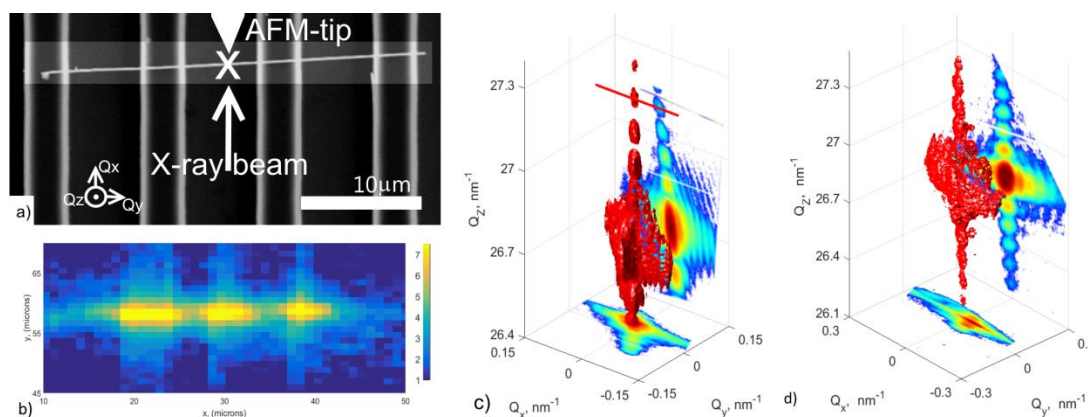 AFM-tip
X
X-ray beam
Qx
Qz
Qy
10µm
a)
b)
65
55
45
y, (microns)
10
20
30
40
50
x, (microns)
7
6
5
4
3
2
1
27.3
27
26.7
26.4
Q_Z, nm⁻¹
0.15
0
-0.15
-0.15
0
0.15
Q_x, nm⁻¹
Q_y, nm⁻¹
c)
27.3
27
26.7
26.4
26.1
Q_Z, nm⁻¹
0.3
0
-0.3
-0.3
0
Q_x, nm⁻¹
Q_y, nm⁻¹
d)